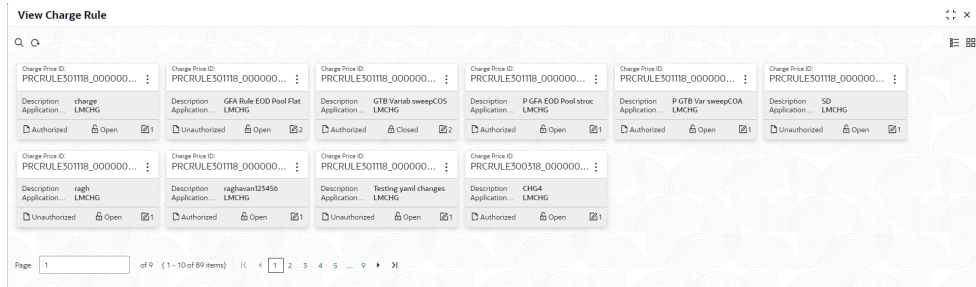 View Charge Rule
Charge Price ID:
PRCRULE301118_000000...
Description charge
Application... LMCHG
Authorized Open 1
Charge Price ID:
PRCRULE301118_000000...
Description GFA Rule EOD Pool Flat
Application... LMCHG
Unauthorized Open 2
Charge Price ID:
PRCRULE301118_000000...
Description GTB Variab sweepCOS
Application... LMCHG
Authorized Closed 2
Charge Price ID:
PRCRULE301118_000000...
Description P GFA EOD Pool struc
Application... LMCHG
Authorized Open 1
Charge Price ID:
PRCRULE301118_000000...
Description P GTB Var sweepCOA
Application... LMCHG
Authorized Open 1
Charge Price ID:
PRCRULE301118_000000...
Description SD
Application... LMCHG
Unauthorized Open 1
Charge Price ID:
PRCRULE301118_000000...
Description ragh
Application... LMCHG
Unauthorized Open 1
Charge Price ID:
PRCRULE301118_000000...
Description raghavan123456
Application... LMCHG
Authorized Open 1
Charge Price ID:
PRCRULE301118_000000...
Description Testing yaml changes
Application... LMCHG
Unauthorized Open 1
Charge Price ID:
PRCRULE300318_000000...
Description CHG4
Application... LMCHG
Authorized Open 1
Page 1 of 9 (1 - 10 of 89 items) 1 2 3 4 5 .... 9